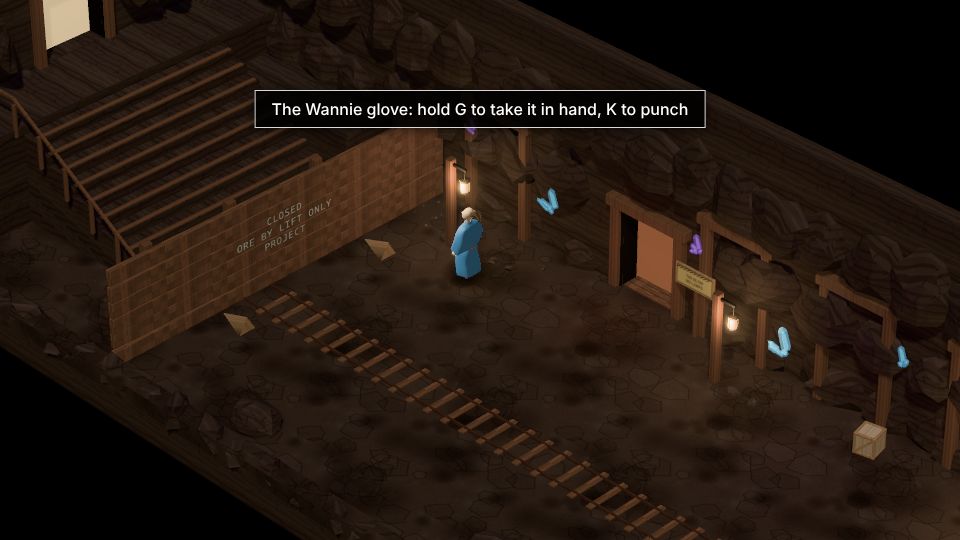 The Wannie glove: hold G to take it in hand, K to punch
CLOSED
ORE BY LIFT ONLY
PROJECT